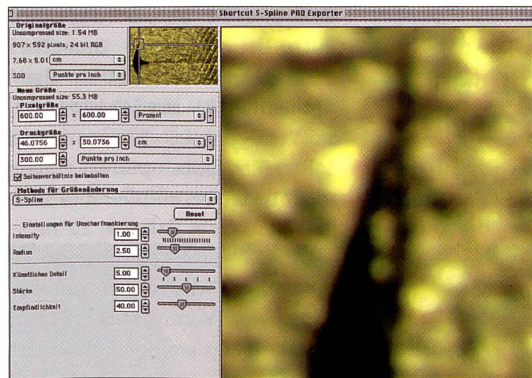 Shortcut S-Spline PRO Exporter
Originalgröße
Uncompressed size: 1.54 MB
907 x 592 pixels, 24 bit RGB
7,68 x 5.01 cm
300 Punkte pro Inch
Neue Größe
Uncompressed size: 55.3 MB
Pixelgröße
600.00 x 600.00 Prozent
Druckgröße
46.0756 x 30.0736 cm
300.00 Punkte pro Inch
Seitenverhältnis beibehalten
Methode für Größenänderung
S-Spline
Reset
Einstellungen für Unscharfmaskierung
Intensity 1.00
Radius 2.50
Künstliches Detail 5.00
Stärke 50.00
Empfindlichkeit 40.00